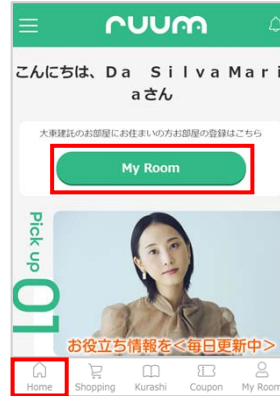 ruum
こんにちは、Da Silva Mari
aさん
大東建託のお部屋にお住まいの方お部屋の登録はこちら
My Room
Pick up
01
お役立ち情報を<毎日更新中>
Home Shopping Kurashi Coupon My Room